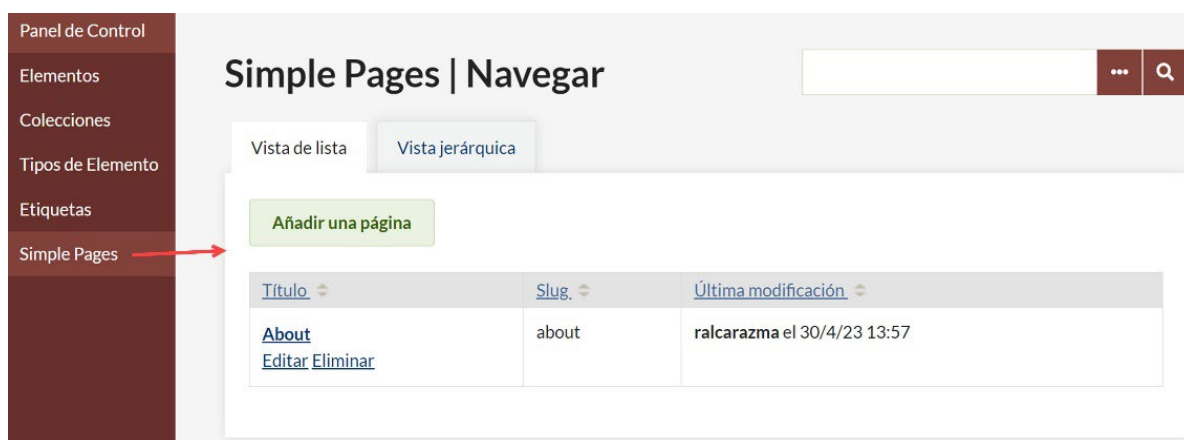 Panel de Control
Elementos
Colecciones
Tipos de Elemento
Etiquetas
Simple Pages
Simple Pages | Navegar
Vista de lista
Vista jerárquica
Añadir una página
Título
Slug
Última modificación
About
about
ralcarazma el 30/4/23 13:57
Editar Eliminar